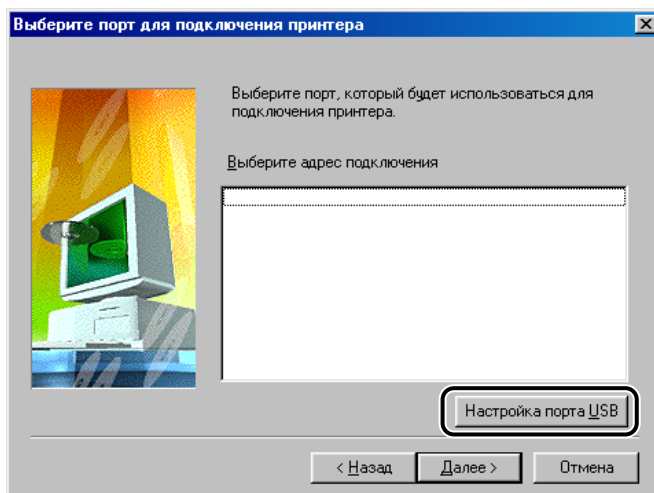 Выберите порт для подключения принтера
Выберите порт, который будет использоваться для
подключения принтера.
Выберите адрес подключения
Настройка порта USB
< Назад
Далее >
Отмена